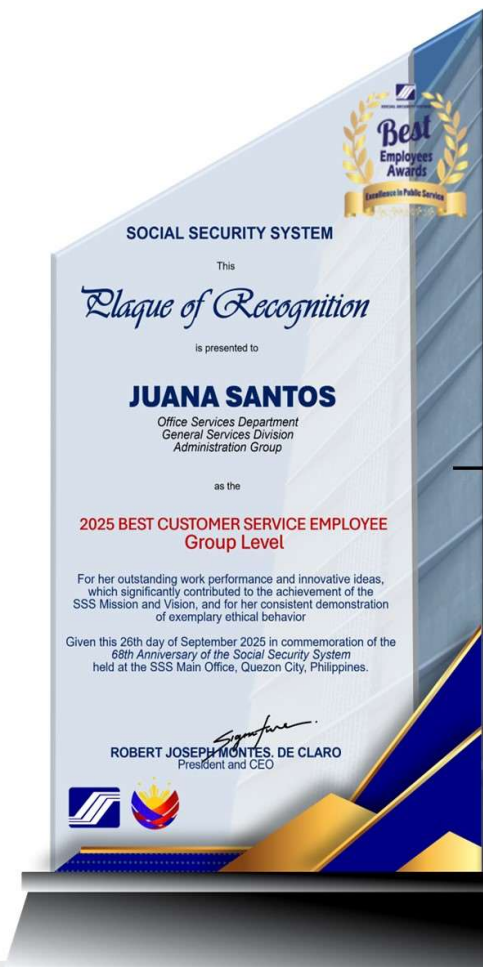 SOCIAL SECURITY SYSTEM
Best
Employees
Awards
Excellence in Public Service
SOCIAL SECURITY SYSTEM
This
Plaque of Recognition
is presented to
JUANA SANTOS
Office Services Department
General Services Division
Administration Group
as the
2025 BEST CUSTOMER SERVICE EMPLOYEE
Group Level
For her outstanding work performance and innovative ideas,
which significantly contributed to the achievement of the
SSS Mission and Vision, and for her consistent demonstration
of exemplary ethical behavior
Given this 26th day of September 2025 in commemoration of the
68th Anniversary of the Social Security System
held at the SSS Main Office, Quezon City, Philippines.
Signature
ROBERT JOSEPH MONTES. DE CLARO
President and CEO